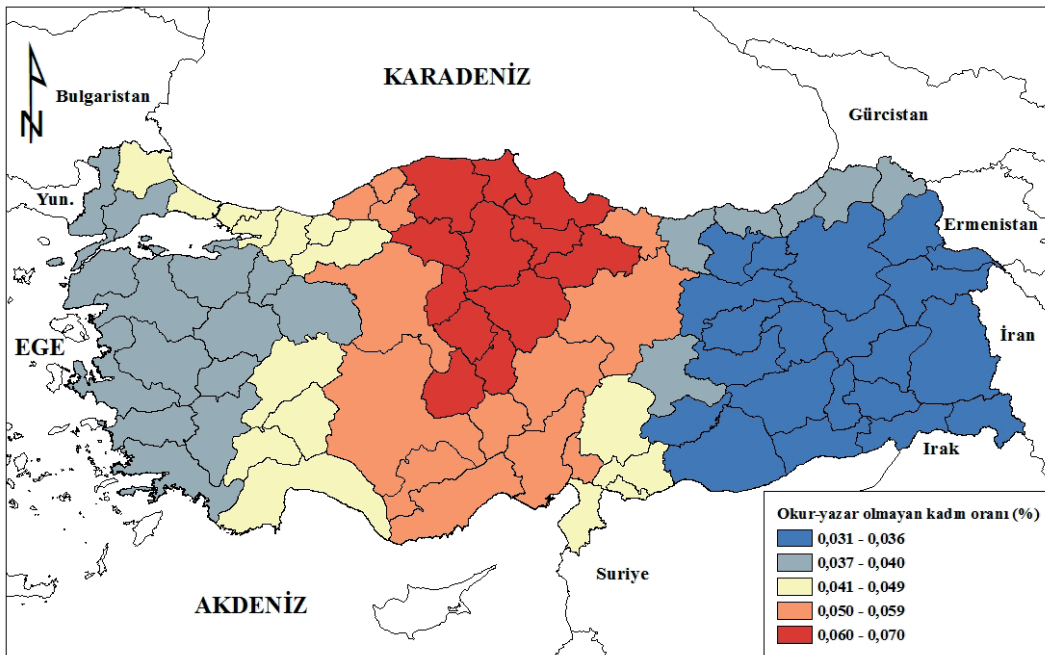 KARADENİZ
Bulgaristan
Gürcistan
N
Yun.
Ermenistan
EGE
İran
Irak
Suriye
AKDENİZ
Okur-yazar olmayan kadın oranı (%)
0,031 - 0,036
0,037 - 0,040
0,041 - 0,049
0,050 - 0,059
0,060 - 0,070